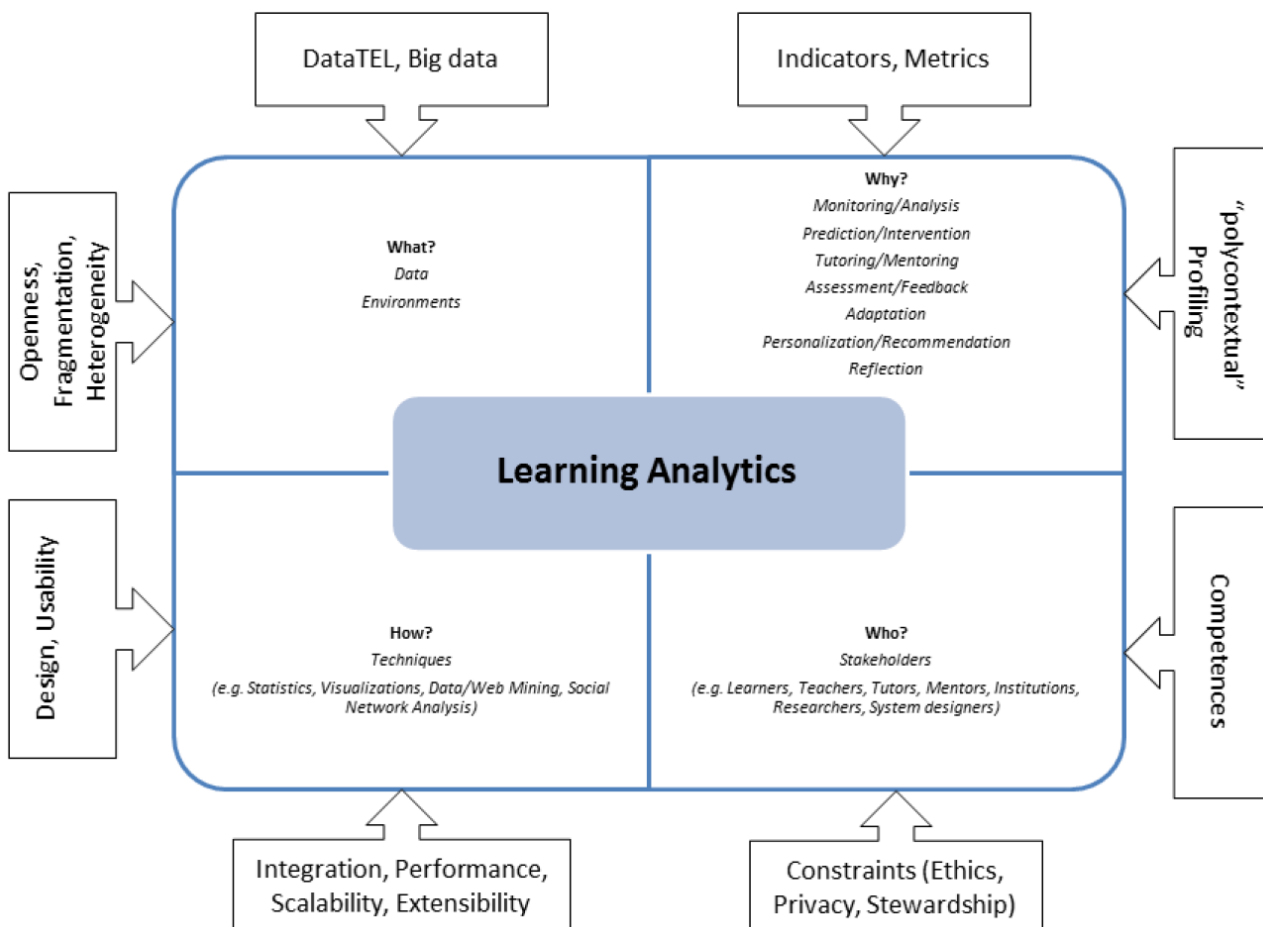 DataTEL, Big data
Indicators, Metrics
Openness,
Fragmentation,
Heterogeneity
What?
Data
Environments
Why?
Monitoring/Analysis
Prediction/Intervention
Tutoring/Mentoring
Assessment/Feedback
Adaptation
Personalization/Recommendation
Reflection
“polycontextual”
Profiling
Learning Analytics
Design, Usability
How?
Techniques
(e.g. Statistics, Visualizations, Data/Web Mining, Social
Network Analysis)
Who?
Stakeholders
(e.g. Learners, Teachers, Tutors, Mentors, Institutions,
Researchers, System designers)
Competences
Integration, Performance,
Scalability, Extensibility
Constraints (Ethics,
Privacy, Stewardship)